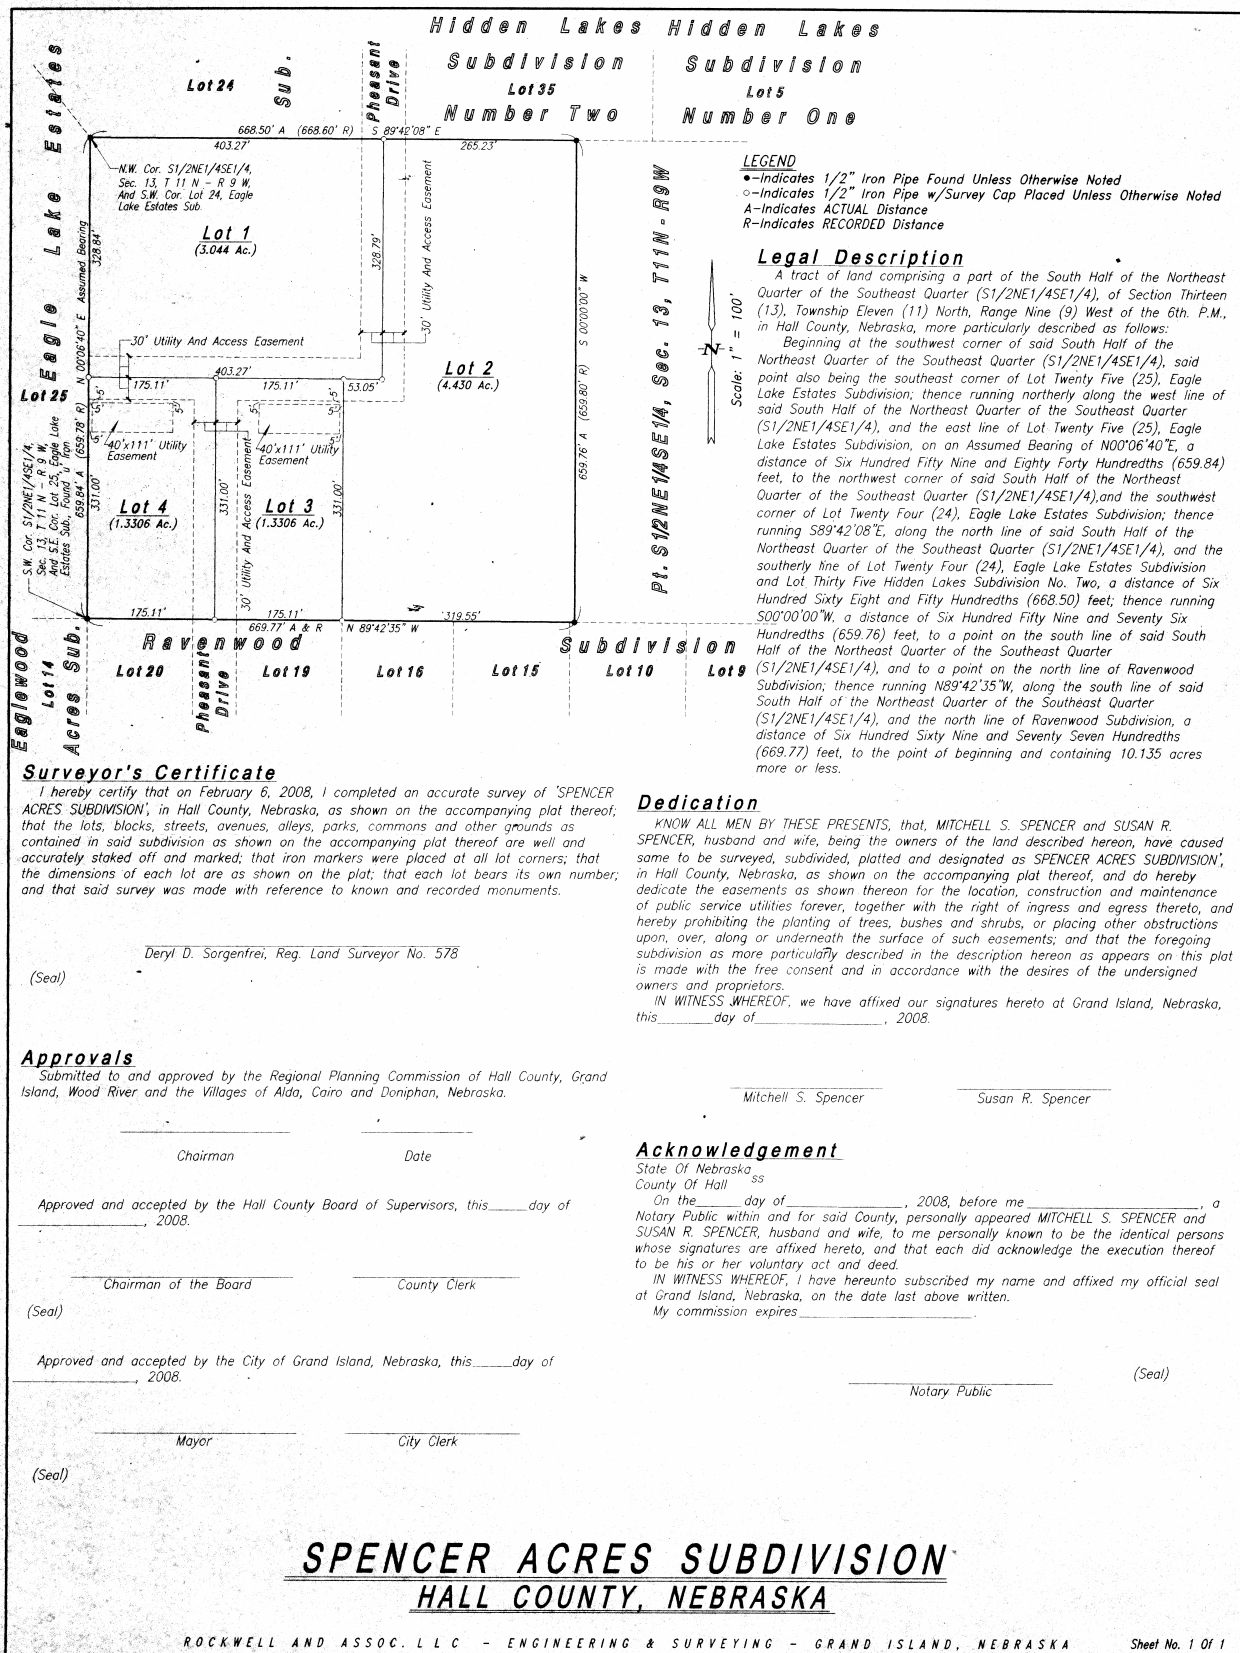 Hidden Lakes
Subdivision
Lot 35
Number Two
Hidden Lakes
Subdivision
Lot 5
Number One
Eagle Lake Estates
Sub.
Lot 24
Pheasant
Drive
668.50' A (668.60' R) S 89°42'08" E
403.27'
265.23'
N.W. Cor. S1/2NE1/4SE1/4,
Sec. 13, T 11 N - R 9 W,
And S.W. Cor. Lot 24, Eagle
Lake Estates Sub.
Lot 1
(3.044 Ac.)
328.84'
N 00°06'40" E Assumed Bearing
659.84' A (659.78' R)
328.79'
30' Utility And Access Easement
30' Utility And Access Easement
Lot 2
(4.430 Ac.)
659.76' A (659.80' R) S 00°00'00" W
Pt. S1/2NE1/4SE1/4, Sec. 13, T11N-R9W
N
Scale: 1" = 100'
403.27'
175.11'
175.11'
53.05'
Lot 25
5'
5'
5'
5'
5'
5'
5'
40'x111' Utility
Easement
40'x111' Utility
Easement
S.W. Cor. S1/2NE1/4SE1/4,
Sec. 13, T 11 N - R 9 W,
And S.E. Cor. Lot 25, Eagle Lake
Estates Sub., Found 'u' Iron
331.00'
Lot 4
(1.3306 Ac.)
331.00'
30' Utility And Access Easement
Lot 3
(1.3306 Ac.)
331.00'
175.11'
175.11'
319.55'
669.77' A & R N 89°42'35" W
Ravenwood Subdivision
Eaglewood
Lot 14
Acres Sub.
Lot 20
Pheasant
Drive
Lot 19
Lot 16
Lot 15
Lot 10
Lot 9
LEGEND
●-Indicates 1/2" Iron Pipe Found Unless Otherwise Noted
○-Indicates 1/2" Iron Pipe w/Survey Cap Placed Unless Otherwise Noted
A-Indicates ACTUAL Distance
R-Indicates RECORDED Distance
Legal Description
A tract of land comprising a part of the South Half of the Northeast
Quarter of the Southeast Quarter (S1/2NE1/4SE1/4), of Section Thirteen
(13), Township Eleven (11) North, Range Nine (9) West of the 6th. P.M.,
in Hall County, Nebraska, more particularly described as follows:
Beginning at the southwest corner of said South Half of the
Northeast Quarter of the Southeast Quarter (S1/2NE1/4SE1/4), said
point also being the southeast corner of Lot Twenty Five (25), Eagle
Lake Estates Subdivision; thence running northerly along the west line of
said South Half of the Northeast Quarter of the Southeast Quarter
(S1/2NE1/4SE1/4), and the east line of Lot Twenty Five (25), Eagle
Lake Estates Subdivision, on an Assumed Bearing of N00°06'40"E, a
distance of Six Hundred Fifty Nine and Eighty Forty Hundredths (659.84)
feet, to the northwest corner of said South Half of the Northeast
Quarter of the Southeast Quarter (S1/2NE1/4SE1/4),and the southwest
corner of Lot Twenty Four (24), Eagle Lake Estates Subdivision; thence
running S89°42'08"E, along the north line of said South Half of the
Northeast Quarter of the Southeast Quarter (S1/2NE1/4SE1/4), and the
southerly line of Lot Twenty Four (24), Eagle Lake Estates Subdivision
and Lot Thirty Five Hidden Lakes Subdivision No. Two, a distance of Six
Hundred Sixty Eight and Fifty Hundredths (668.50) feet; thence running
S00°00'00"W, a distance of Six Hundred Fifty Nine and Seventy Six
Hundredths (659.76) feet, to a point on the south line of said South
Half of the Northeast Quarter of the Southeast Quarter
(S1/2NE1/4SE1/4), and to a point on the north line of Ravenwood
Subdivision; thence running N89°42'35"W, along the south line of said
South Half of the Northeast Quarter of the Southeast Quarter
(S1/2NE1/4SE1/4), and the north line of Ravenwood Subdivision, a
distance of Six Hundred Sixty Nine and Seventy Seven Hundredths
(669.77) feet, to the point of beginning and containing 10.135 acres
more or less.
Surveyor's Certificate
I hereby certify that on February 6, 2008, I completed an accurate survey of 'SPENCER
ACRES SUBDIVISION', in Hall County, Nebraska, as shown on the accompanying plat thereof;
that the lots, blocks, streets, avenues, alleys, parks, commons and other grounds as
contained in said subdivision as shown on the accompanying plat thereof are well and
accurately staked off and marked; that iron markers were placed at all lot corners; that
the dimensions of each lot are as shown on the plat; that each lot bears its own number;
and that said survey was made with reference to known and recorded monuments.
Deryl D. Sorgenfrei, Reg. Land Surveyor No. 578
(Seal)
Approvals
Submitted to and approved by the Regional Planning Commission of Hall County, Grand
Island, Wood River and the Villages of Alda, Cairo and Doniphan, Nebraska.
Chairman Date
Approved and accepted by the Hall County Board of Supervisors, this_____day of
________________, 2008.
Chairman of the Board County Clerk
(Seal)
Approved and accepted by the City of Grand Island, Nebraska, this_____day of
________________, 2008.
Mayor City Clerk
(Seal)
Dedication
KNOW ALL MEN BY THESE PRESENTS, that, MITCHELL S. SPENCER and SUSAN R.
SPENCER, husband and wife, being the owners of the land described hereon, have caused
same to be surveyed, subdivided, platted and designated as SPENCER ACRES SUBDIVISION',
in Hall County, Nebraska, as shown on the accompanying plat thereof, and do hereby
dedicate the easements as shown thereon for the location, construction and maintenance
of public service utilities forever, together with the right of ingress and egress thereto, and
hereby prohibiting the planting of trees, bushes and shrubs, or placing other obstructions
upon, over, along or underneath the surface of such easements; and that the foregoing
subdivision as more particularly described in the description hereon as appears on this plat
is made with the free consent and in accordance with the desires of the undersigned
owners and proprietors.
IN WITNESS WHEREOF, we have affixed our signatures hereto at Grand Island, Nebraska,
this_______day of________________, 2008.
Mitchell S. Spencer Susan R. Spencer
Acknowledgement
State Of Nebraska
ss
County Of Hall
On the______day of_______________, 2008, before me______________________, a
Notary Public within and for said County, personally appeared MITCHELL S. SPENCER and
SUSAN R. SPENCER, husband and wife, to me personally known to be the identical persons
whose signatures are affixed hereto, and that each did acknowledge the execution thereof
to be his or her voluntary act and deed.
IN WITNESS WHEREOF, I have hereunto subscribed my name and affixed my official seal
at Grand Island, Nebraska, on the date last above written.
My commission expires______________________.
(Seal)
Notary Public
SPENCER ACRES SUBDIVISION
HALL COUNTY, NEBRASKA
ROCKWELL AND ASSOC. LLC - ENGINEERING & SURVEYING - GRAND ISLAND, NEBRASKA
Sheet No. 1 Of 1